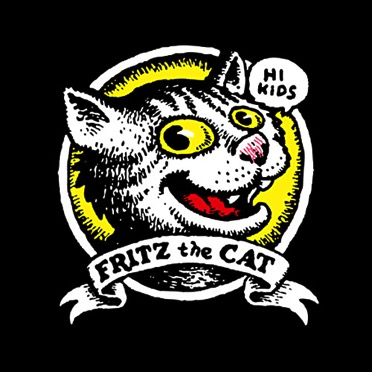 HI
KIDS
FRITZ the CAT